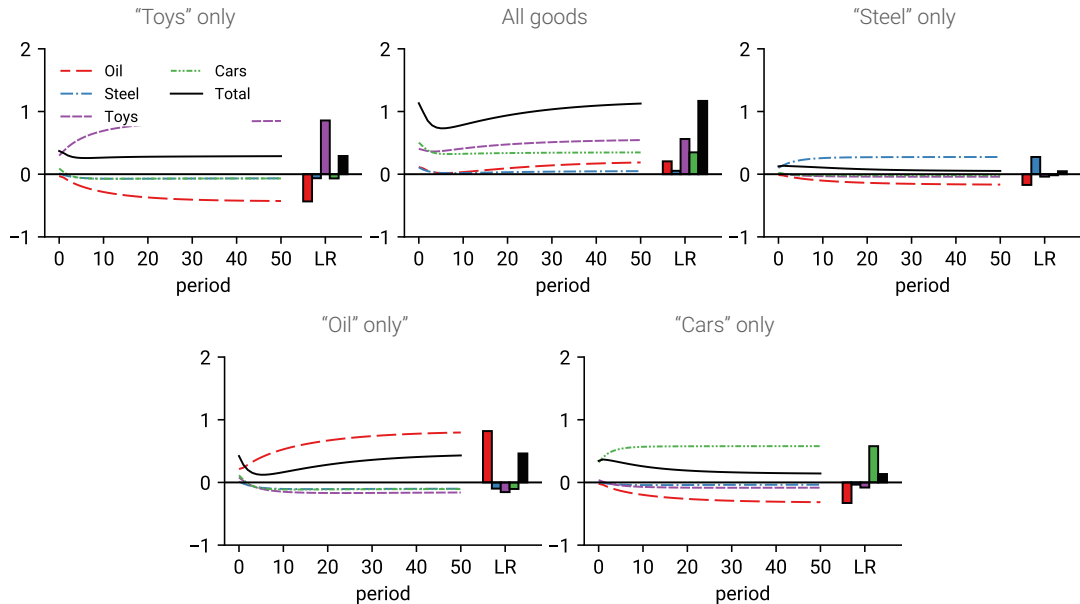 “Toys” only
All goods
“Steel” only
2
1
0
−1
Oil
Steel
Toys
Cars
Total
0 10 20 30 40 50 LR
period
2
1
0
−1
0 10 20 30 40 50 LR
period
2
1
0
−1
0 10 20 30 40 50 LR
period
“Oil” only”
“Cars” only
2
1
0
−1
0 10 20 30 40 50 LR
period
2
1
0
−1
0 10 20 30 40 50 LR
period